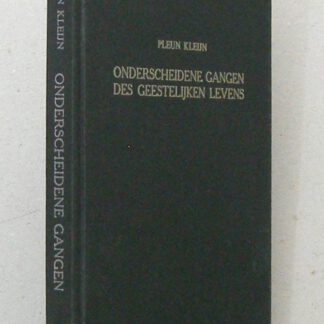 PLEUN KLEIJN
ONDERSCHEIDENE GANGEN
DES GEESTELIJKEN LEVENS
N KLEIJN
ONDERSCHEIDENE GANGEN